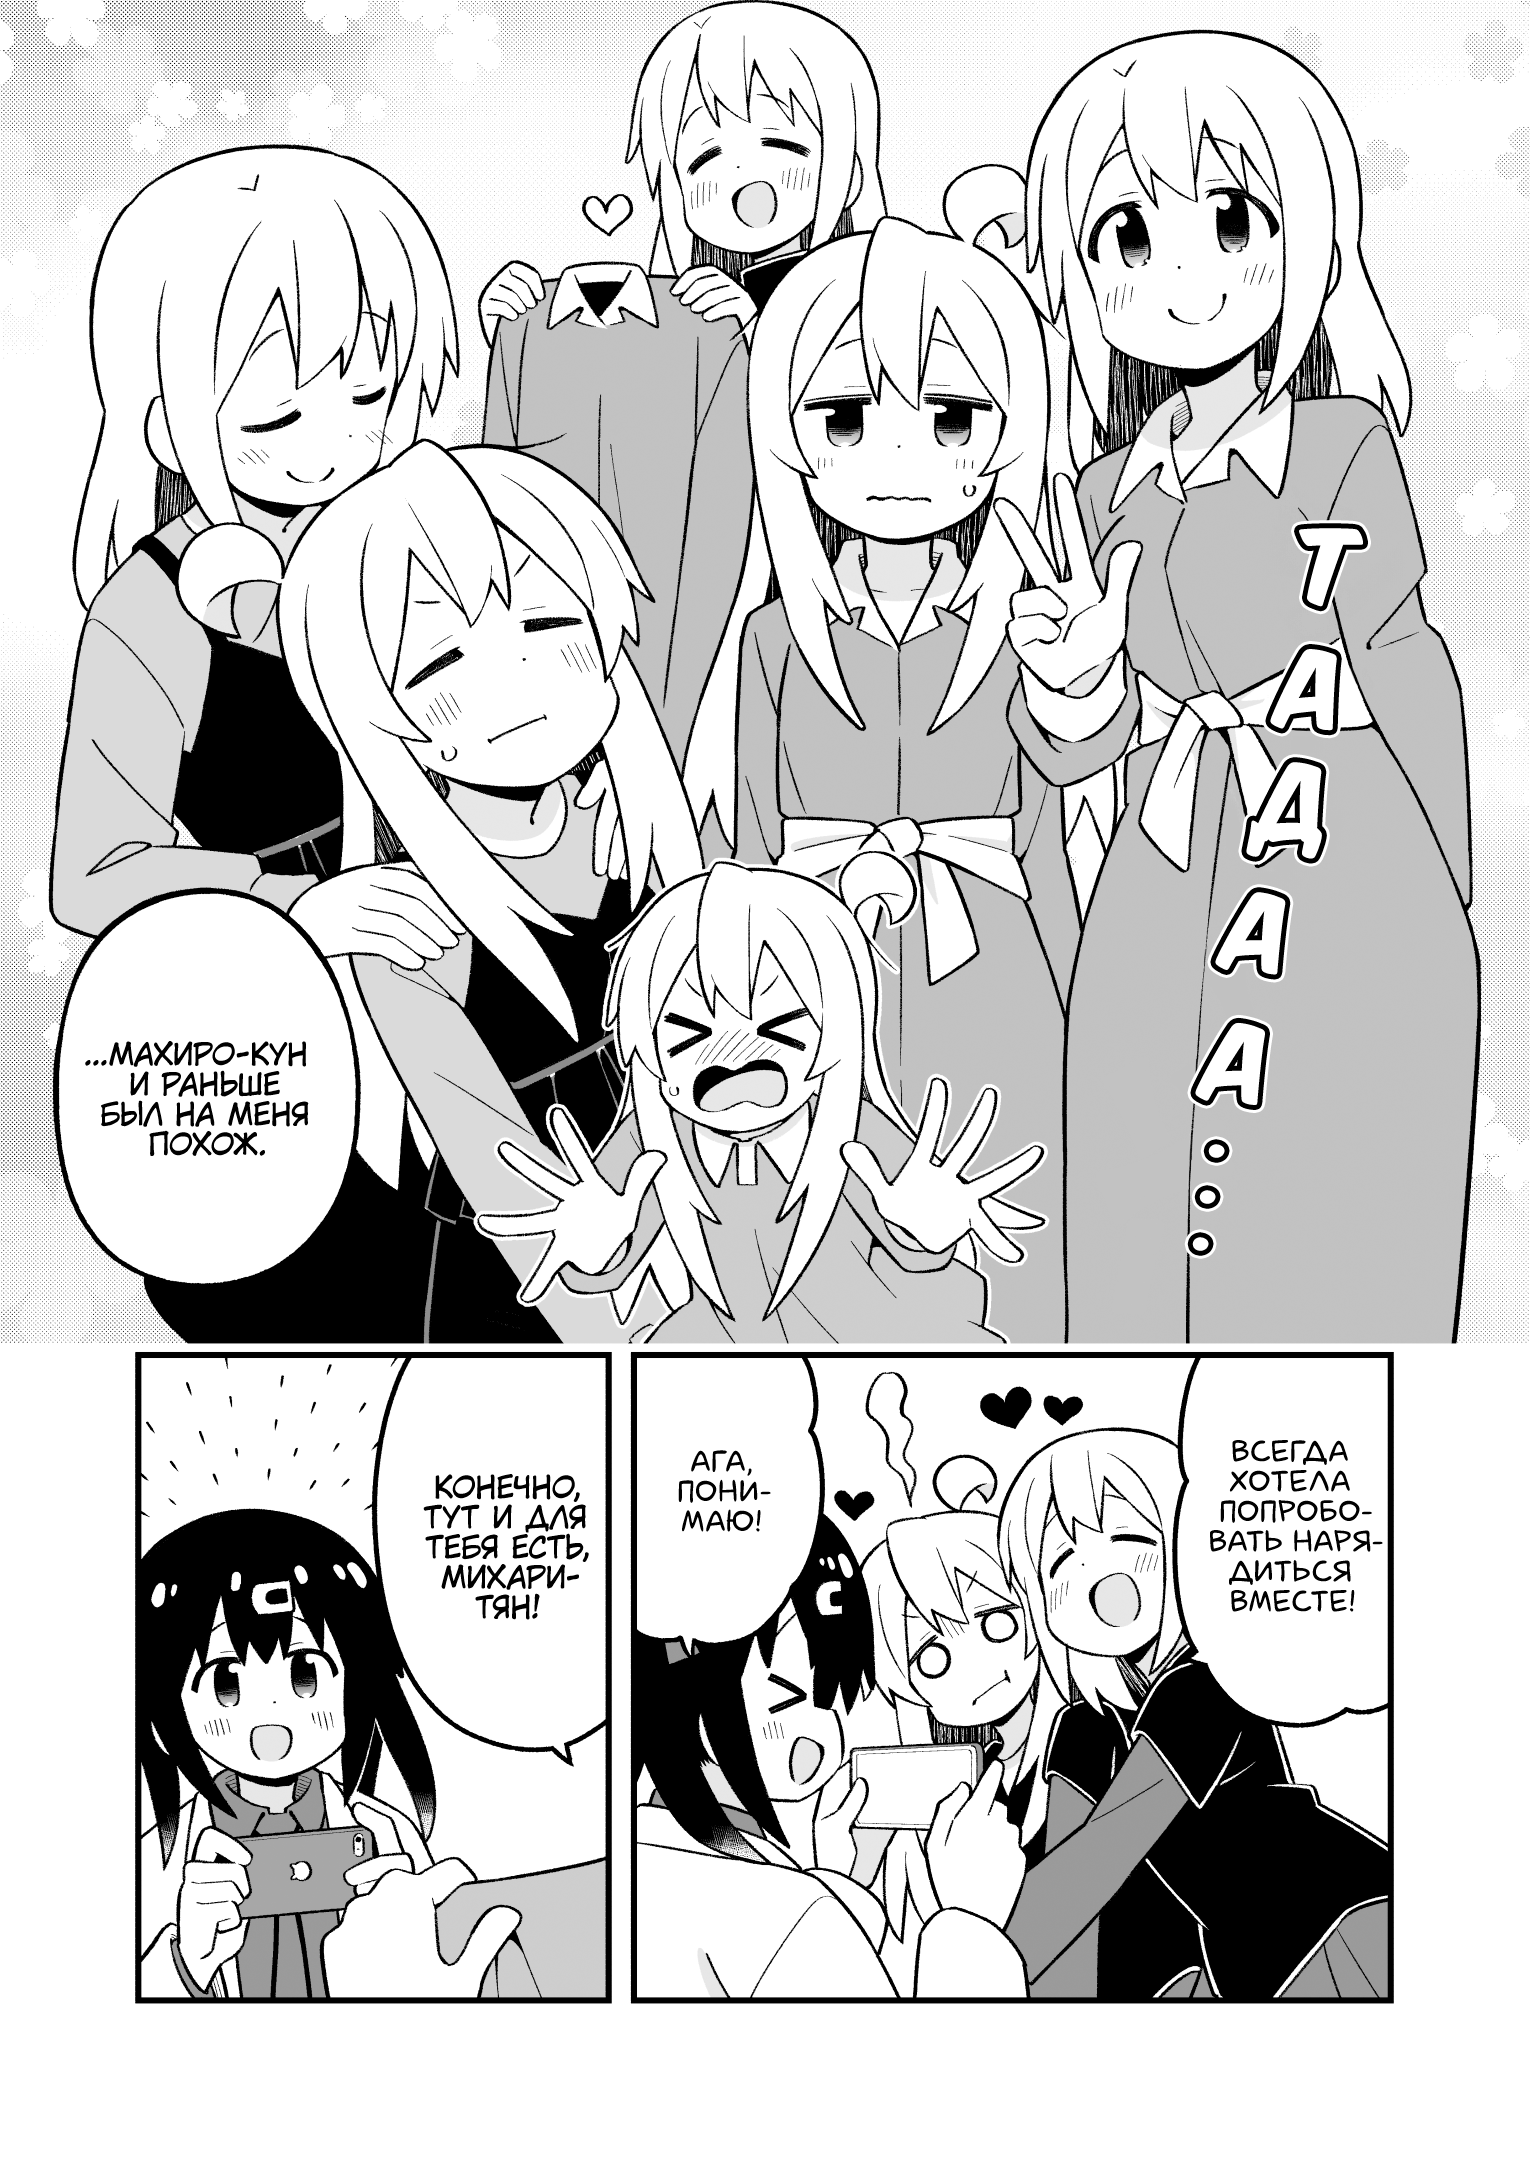 ТАДААА...
...МАХИРО-КУН
И РАНЬШЕ
БЫЛ НА МЕНЯ
ПОХОЖ.
ВСЕГДА
ХОТЕЛА
ПОПРОБО-
ВАТЬ НАРЯ-
ДИТЬСЯ
ВМЕСТЕ!
АГА,
ПОНИ-
МАЮ!
КОНЕЧНО,
ТУТ И ДЛЯ
ТЕБЯ ЕСТЬ,
МИХАРИ-
ТЯН!